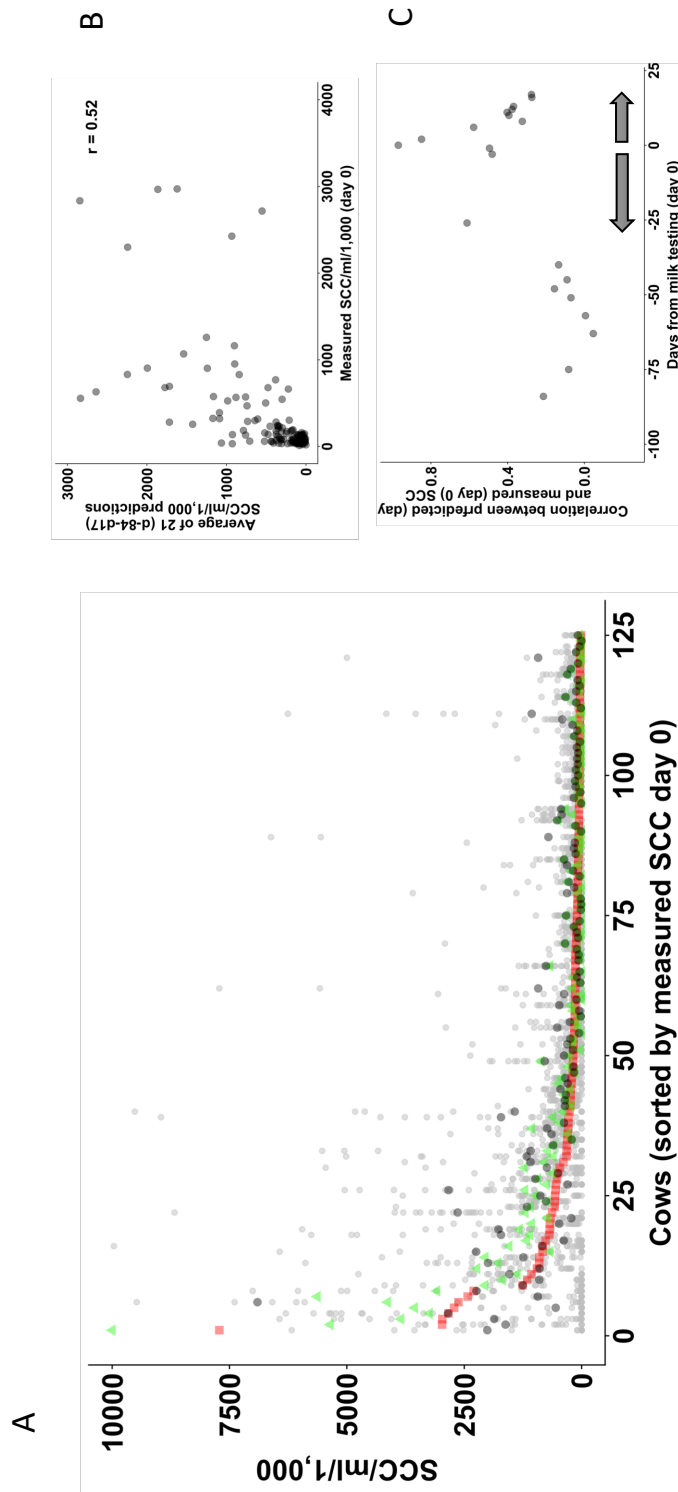 A
SCC/ml/1,000
10000
7500
5000
2500
0
0
25
50
75
100
125
Cows (sorted by measured SCC day 0)
B
Average of 21 (d-84-d17)
SCC/ml/1,000 predictions
3000
2000
1000
0
r = 0.52
0
1000
2000
3000
4000
Measured SCC/ml/1,000 (day 0)
C
Correlation between prfedicted (day
and measured (day 0) SCC
0.8
0.4
0.0
-100
-75
-50
-25
0
25
Days from milk testing (day 0)